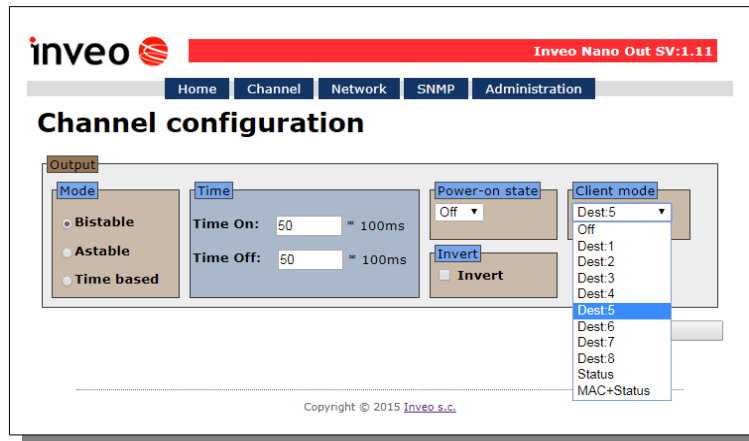 inveo
Inveo Nano Out SV:1.11
Home Channel Network SNMP Administration
Channel configuration
Output
Mode
Bistable
Astable
Time based
Time
Time On: 50 * 100ms
Time Off: 50 * 100ms
Power-on state
Off
Invert
Invert
Client mode
Dest:5
Off
Dest:1
Dest:2
Dest:3
Dest:4
Dest:5
Dest:6
Dest:7
Dest:8
Status
MAC+Status
Copyright © 2015 Inveo s.c.